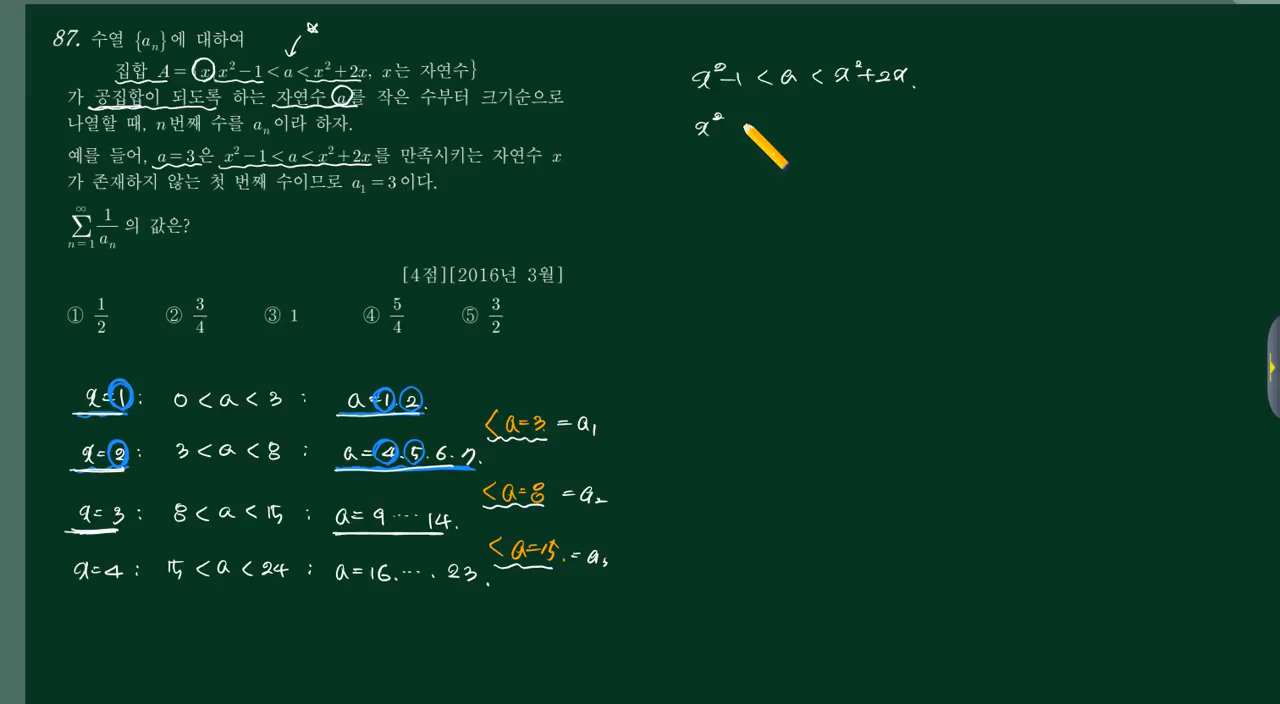 87. 수열 {aₙ}에 대하여
집합 A = {x|x²−1<a<x²+2x, x는 자연수}
가 공집합이 되도록 하는 자연수 a를 작은 수부터 크기순으로
나열할 때, n번째 수를 aₙ이라 하자.
예를 들어, a=3은 x²−1<a<x²+2x를 만족시키는 자연수 x
가 존재하지 않는 첫 번째 수이므로 a₁=3이다.
∑_{n=1}^{∞} 1/aₙ 의 값은?
[4점][2016년 3월]
① 1/2 ② 3/4 ③ 1 ④ 5/4 ⑤ 3/2
x=1 : 0<a<3 : a=1.2.
<a=3. = a₁
x=2 : 3<a<8 : a=4.5.6.7.
<a=8 = a₂
x=3 : 8<a<15 : a=9 ⋯ 14.
<a=15. = a₃
x=4 : 15<a<24 : a=16. ⋯ . 23.
x²−1 < a < x²+2x.
x²